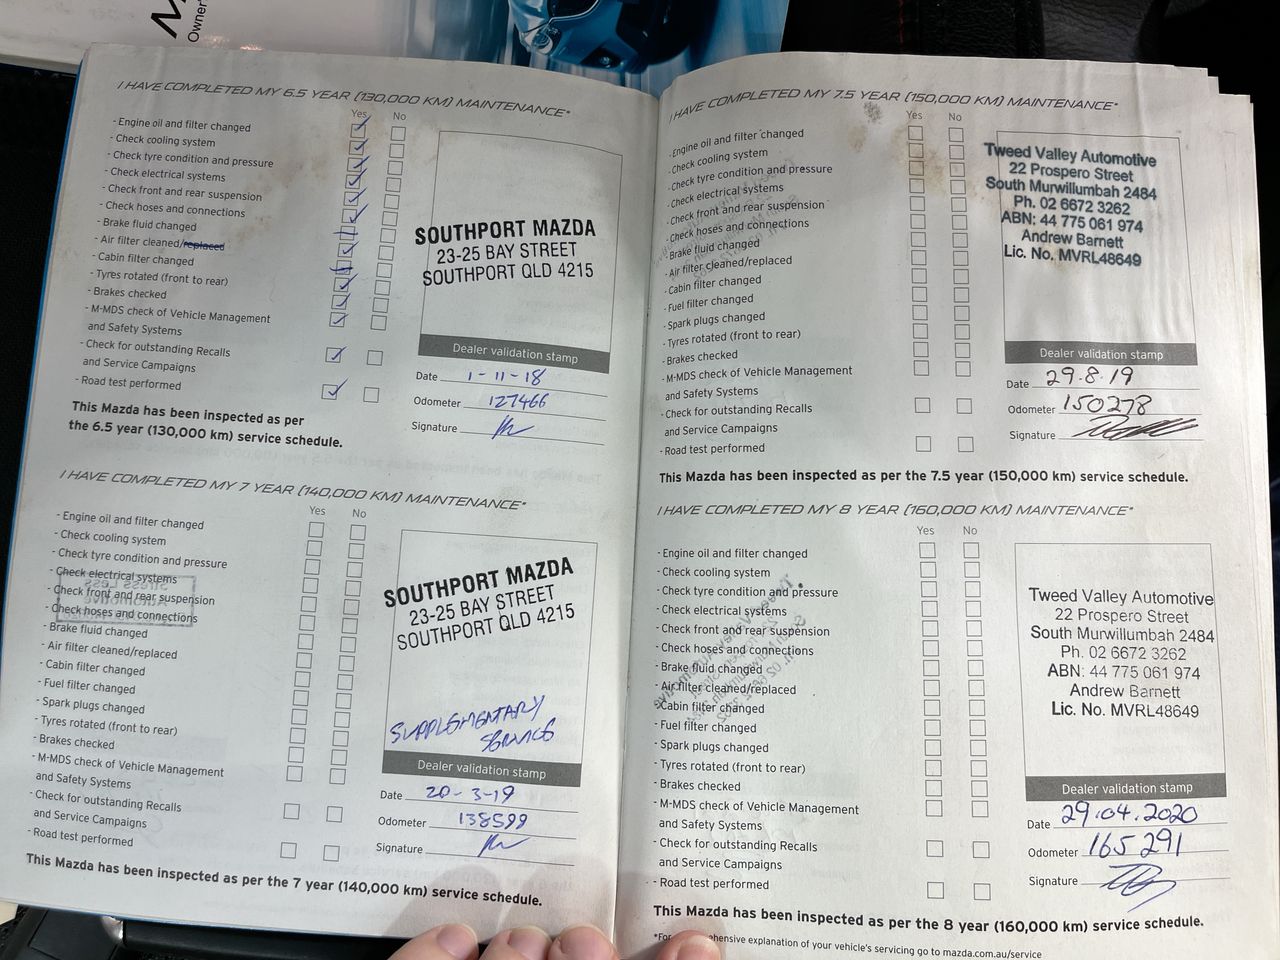 Owner's
I HAVE COMPLETED MY 6.5 YEAR (130,000 KM) MAINTENANCE*
Yes No
- Engine oil and filter changed
- Check cooling system
- Check tyre condition and pressure
- Check electrical systems
- Check front and rear suspension
- Check hoses and connections
- Brake fluid changed
- Air filter cleaned/replaced
- Cabin filter changed
- Tyres rotated (front to rear)
- Brakes checked
- M-MDS check of Vehicle Management
and Safety Systems
- Check for outstanding Recalls
and Service Campaigns
- Road test performed
This Mazda has been inspected as per
the 6.5 year (130,000 km) service schedule.
SOUTHPORT MAZDA
23-25 BAY STREET
SOUTHPORT QLD 4215
Dealer validation stamp
Date 1-11-18
Odometer 127466
Signature
I HAVE COMPLETED MY 7 YEAR (140,000 KM) MAINTENANCE*
Yes No
- Engine oil and filter changed
- Check cooling system
- Check tyre condition and pressure
- Check electrical systems
- Check front and rear suspension
- Check hoses and connections
- Brake fluid changed
- Air filter cleaned/replaced
- Cabin filter changed
- Fuel filter changed
- Spark plugs changed
- Tyres rotated (front to rear)
- Brakes checked
- M-MDS check of Vehicle Management
and Safety Systems
- Check for outstanding Recalls
and Service Campaigns
- Road test performed
This Mazda has been inspected as per the 7 year (140,000 km) service schedule.
SOUTHPORT MAZDA
23-25 BAY STREET
SOUTHPORT QLD 4215
SUPPLEMENTARY
SERVICE
Dealer validation stamp
Date 20-3-19
Odometer 138599
Signature
I HAVE COMPLETED MY 7.5 YEAR (150,000 KM) MAINTENANCE*
Yes No
- Engine oil and filter changed
- Check cooling system
- Check tyre condition and pressure
- Check electrical systems
- Check front and rear suspension
- Check hoses and connections
- Brake fluid changed
- Air filter cleaned/replaced
- Cabin filter changed
- Fuel filter changed
- Spark plugs changed
- Tyres rotated (front to rear)
- Brakes checked
- M-MDS check of Vehicle Management
and Safety Systems
- Check for outstanding Recalls
and Service Campaigns
- Road test performed
This Mazda has been inspected as per the 7.5 year (150,000 km) service schedule.
Tweed Valley Automotive
22 Prospero Street
South Murwillumbah 2484
Ph. 02 6672 3262
ABN: 44 775 061 974
Andrew Barnett
Lic. No. MVRL48649
Dealer validation stamp
Date 29.8.19
Odometer 150278
Signature
I HAVE COMPLETED MY 8 YEAR (160,000 KM) MAINTENANCE*
Yes No
- Engine oil and filter changed
- Check cooling system
- Check tyre condition and pressure
- Check electrical systems
- Check front and rear suspension
- Check hoses and connections
- Brake fluid changed
- Air filter cleaned/replaced
- Cabin filter changed
- Fuel filter changed
- Spark plugs changed
- Tyres rotated (front to rear)
- Brakes checked
- M-MDS check of Vehicle Management
and Safety Systems
- Check for outstanding Recalls
and Service Campaigns
- Road test performed
This Mazda has been inspected as per the 8 year (160,000 km) service schedule.
Tweed Valley Automotive
22 Prospero Street
South Murwillumbah 2484
Ph. 02 6672 3262
ABN: 44 775 061 974
Andrew Barnett
Lic. No. MVRL48649
Dealer validation stamp
Date 29.04.2020
Odometer 165291
Signature
explanation of your vehicle's servicing go to mazda.com.au/service